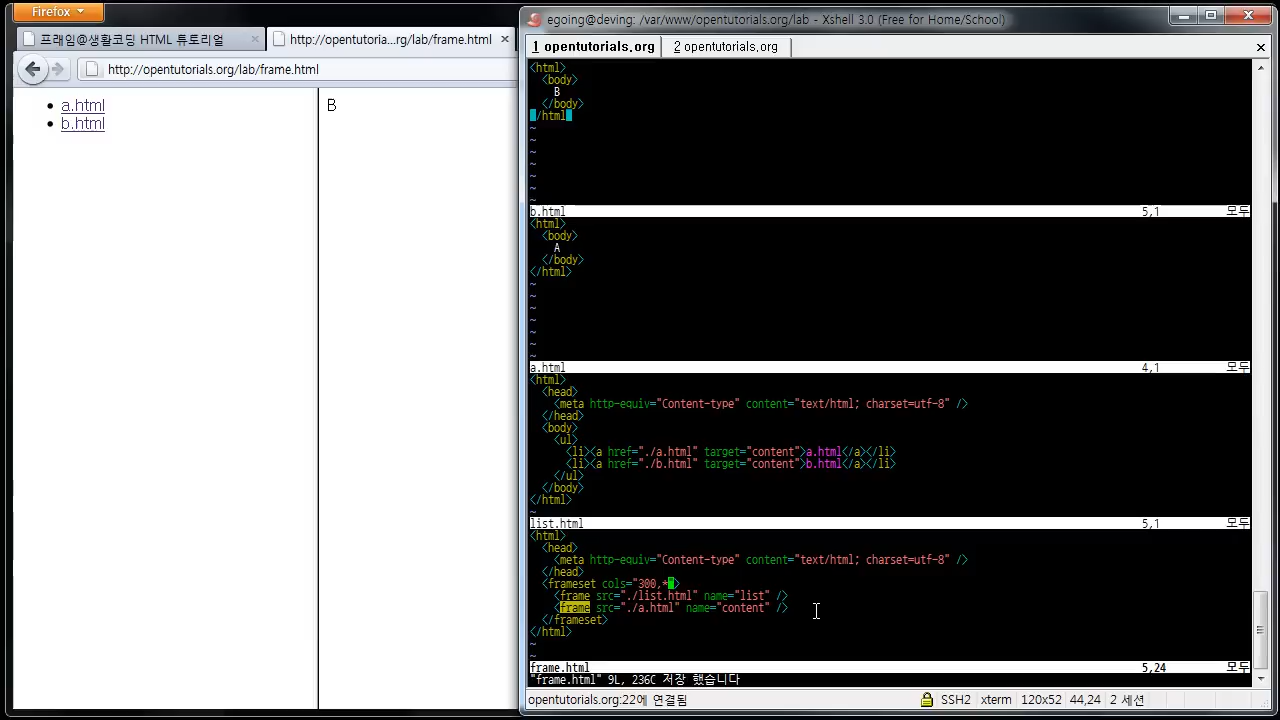 Firefox
프래임@생활코딩 HTML 튜토리얼
http://opentutoria...rg/lab/frame.html
http://opentutorials.org/lab/frame.html
a.html
b.html
B
egoing@deving: /var/www/opentutorials.org/lab - Xshell 3.0 (Free for Home/School)
1 opentutorials.org
2 opentutorials.org
<html>
<body>
B
</body>
</html>
~
~
~
~
~
~
~
b.html 5,1 모두
<html>
<body>
A
</body>
</html>
~
~
~
~
~
~
~
a.html 4,1 모두
<html>
<head>
<meta http-equiv="Content-type" content="text/html; charset=utf-8" />
</head>
<body>
<ul>
<li><a href="./a.html" target="content">a.html</a></li>
<li><a href="./b.html" target="content">b.html</a></li>
</ul>
</body>
</html>
~
list.html 5,1 모두
<html>
<head>
<meta http-equiv="Content-type" content="text/html; charset=utf-8" />
</head>
<frameset cols="300,*">
<frame src="./list.html" name="list" />
<frame src="./a.html" name="content" />
</frameset>
</html>
~
~
frame.html 5,24 모두
"frame.html" 9L, 236C 저장 했습니다
opentutorials.org:22에 연결됨 SSH2 xterm 120x52 44,24 2 세션